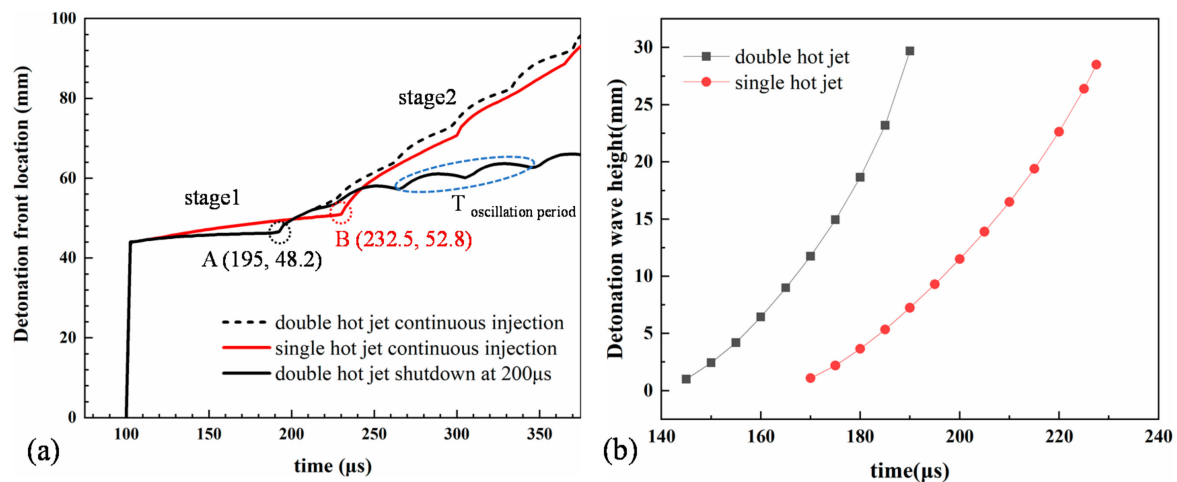 100
80
60
40
20
0
Detonation front location (mm)
stage1
stage2
A (195, 48.2)
B (232.5, 52.8)
T oscillation period
double hot jet continuous injection
single hot jet continuous injection
double hot jet shutdown at 200μs
100 150 200 250 300 350
time (μs)
(a)
30
25
20
15
10
5
0
Detonation wave height(mm)
double hot jet
single hot jet
140 160 180 200 220 240
time(μs)
(b)